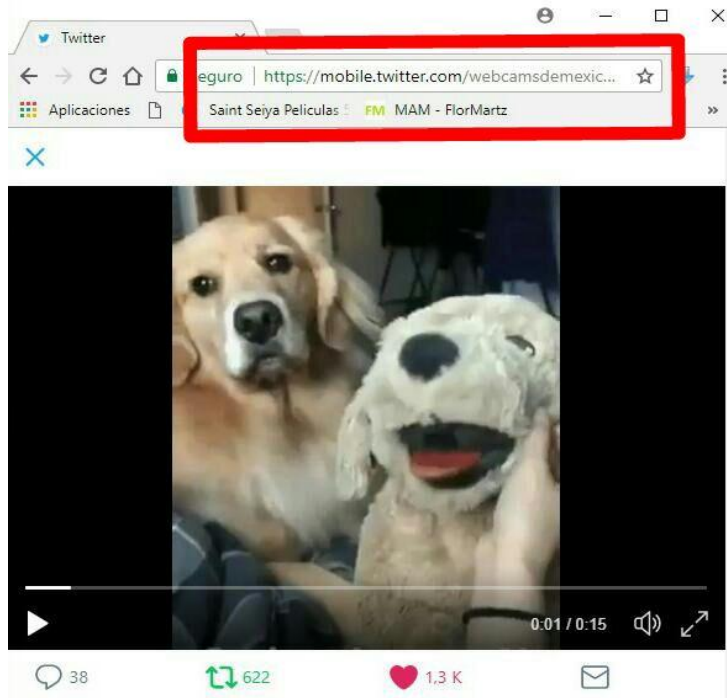 Twitter
Seguro | https://mobile.twitter.com/webcamsdemexic...
Aplicaciones Saint Seiya Peliculas FM MAM - FlorMartz »
0:01 / 0:15
38 622 1,3 K